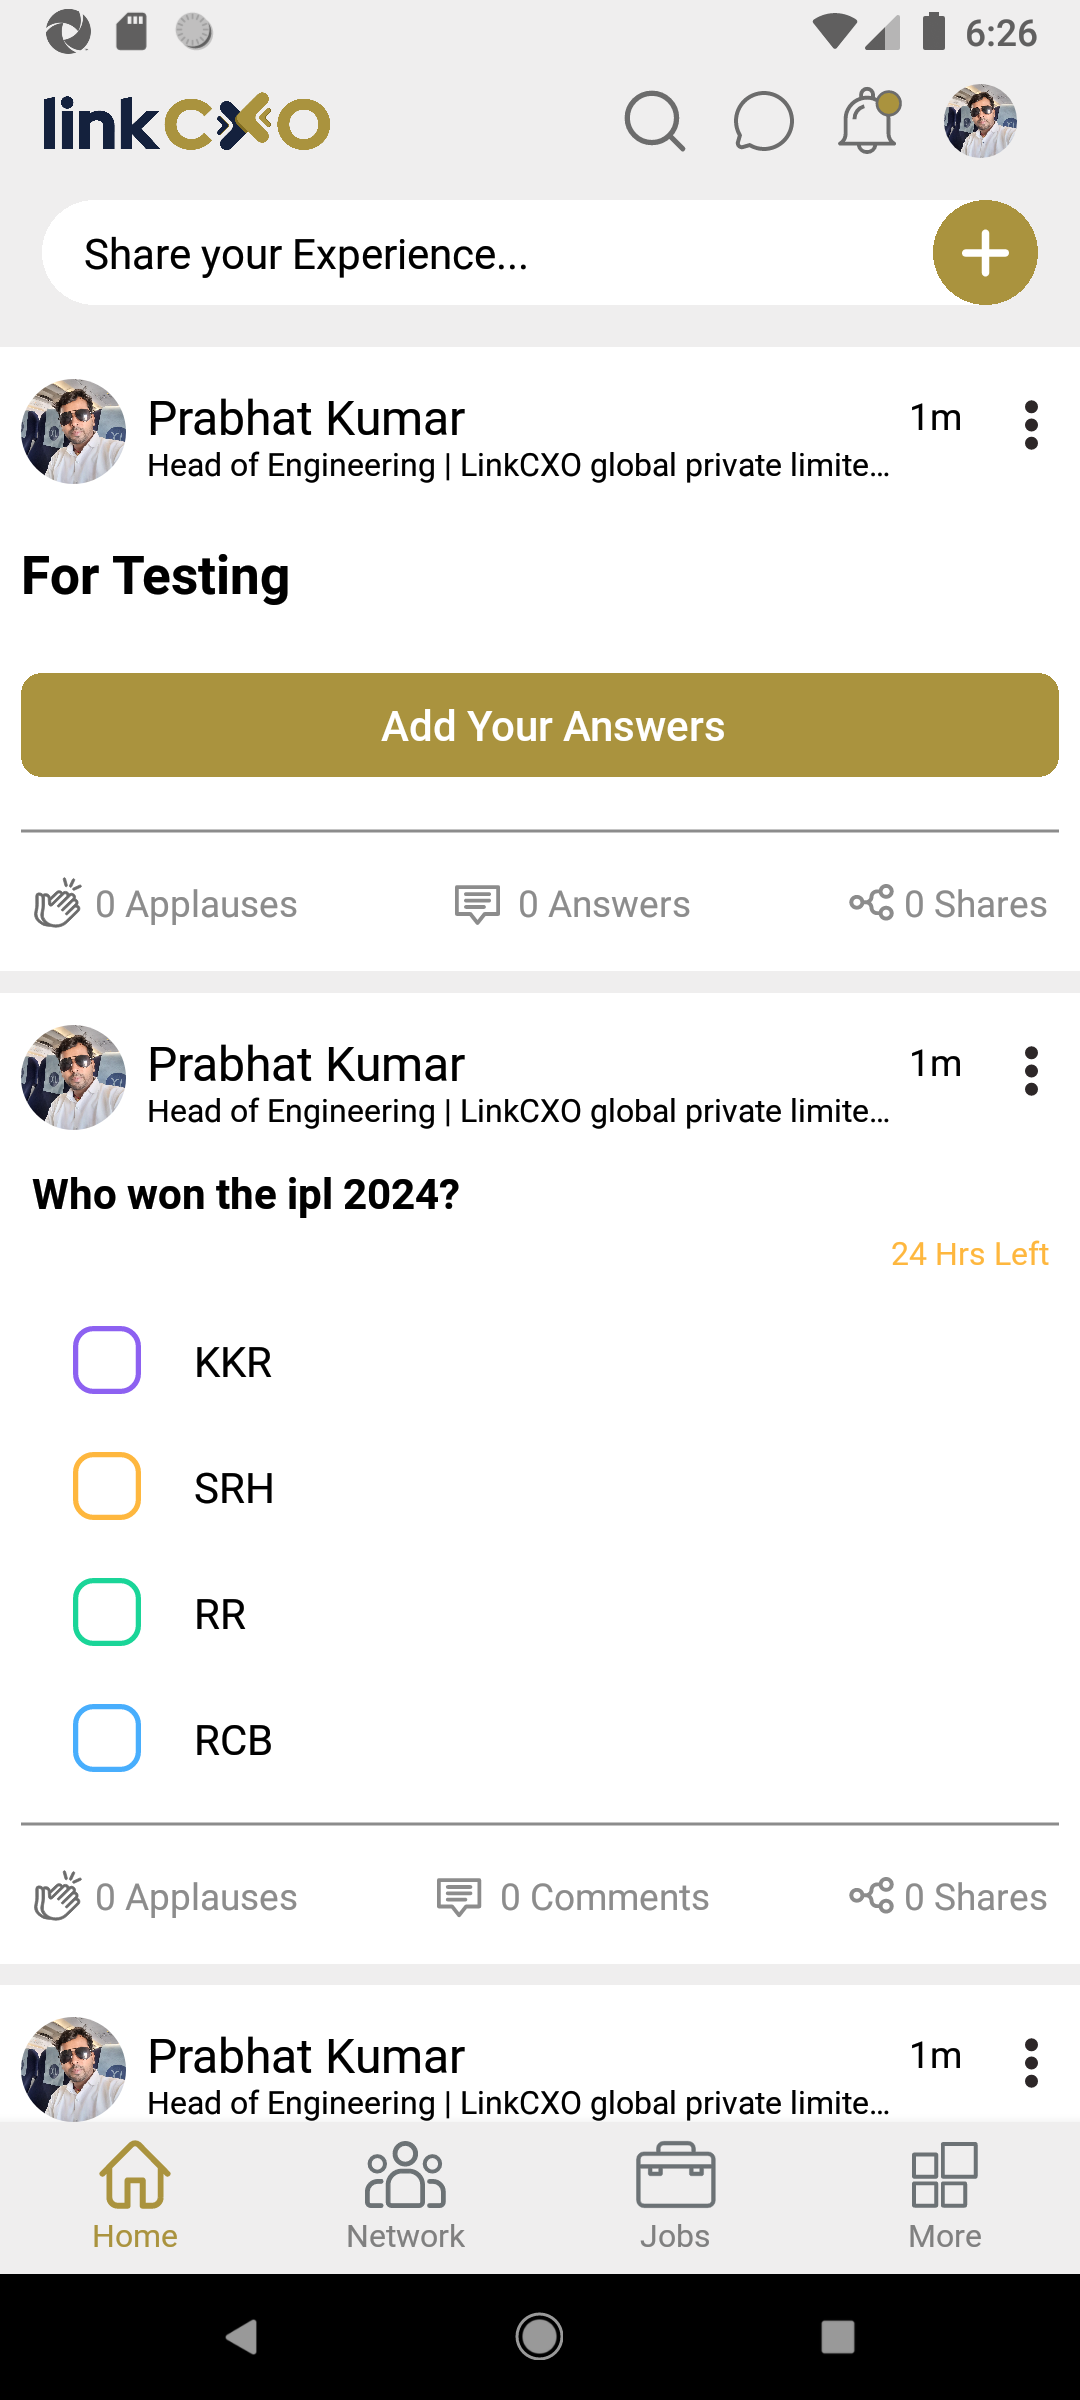 6:26
linkCXO
Share your Experience...
Prabhat Kumar 1m
Head of Engineering | LinkCXO global private limite...
For Testing
Add Your Answers
0 Applauses 0 Answers 0 Shares
Prabhat Kumar 1m
Head of Engineering | LinkCXO global private limite...
Who won the ipl 2024?
24 Hrs Left
KKR
SRH
RR
RCB
0 Applauses 0 Comments 0 Shares
Prabhat Kumar 1m
Head of Engineering | LinkCXO global private limite...
Home Network Jobs More